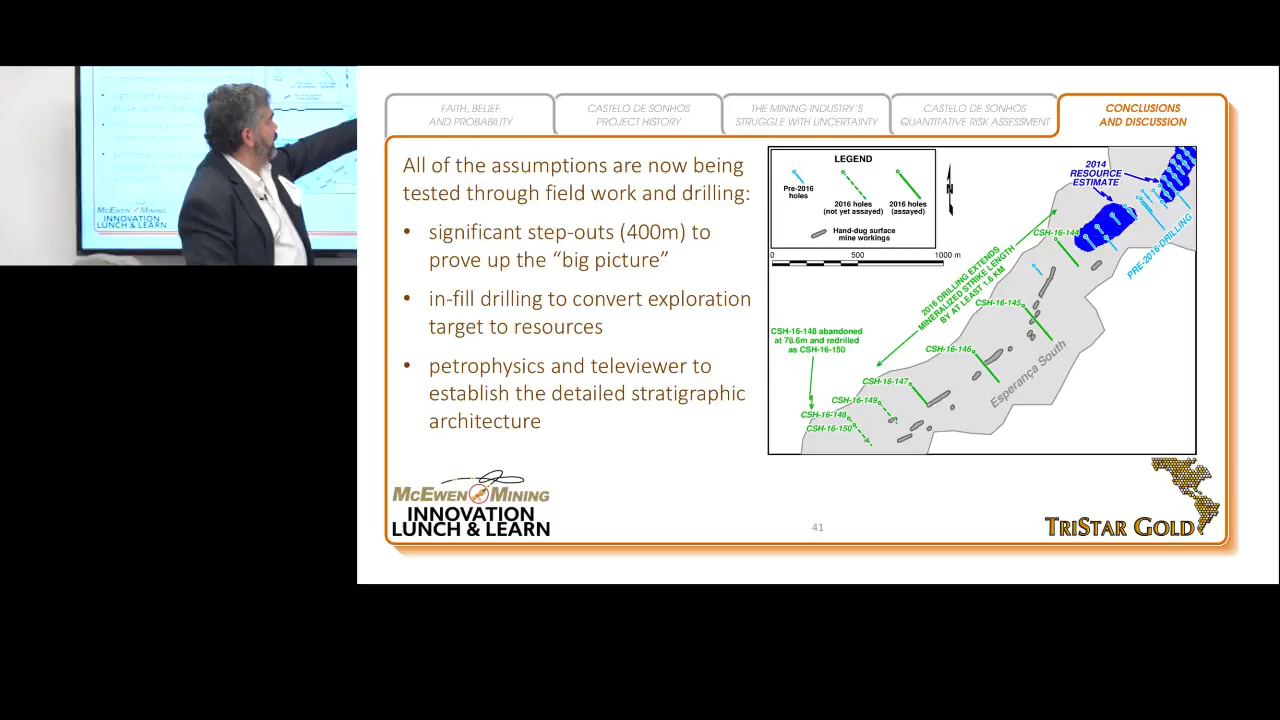 FAITH, BELIEF
AND PROBABILITY
CASTELO DE SONHOS
PROJECT HISTORY
THE MINING INDUSTRY'S
STRUGGLE WITH UNCERTAINTY
CASTELO DE SONHOS
QUANTITATIVE RISK ASSESSMENT
CONCLUSIONS
AND DISCUSSION
All of the assumptions are now being
tested through field work and drilling:
• significant step-outs (400m) to
prove up the “big picture”
• in-fill drilling to convert exploration
target to resources
• petrophysics and televiewer to
establish the detailed stratigraphic
architecture
LEGEND
Pre-2016
holes
2016 holes
(not yet assayed)
2016 holes
(assayed)
Hand-dug surface
mine workings
0 500 1000 m
N
2014
RESOURCE
ESTIMATE
PRE-2016 DRILLING
2016 DRILLING EXTENDS
MINERALIZED STRIKE LENGTH
BY AT LEAST 1.6 KM
CSH-16-144
CSH-16-145
CSH-16-146
CSH-16-147
CSH-16-149
CSH-16-148
CSH-16-150
CSH-16-148 abandoned
at 78.6m and redrilled
as CSH-16-150
Esperança South
MCEWEN MINING
INNOVATION
LUNCH & LEARN
41
TRISTAR GOLD
MCEWEN MINING
INNOVATION
LUNCH & LEARN